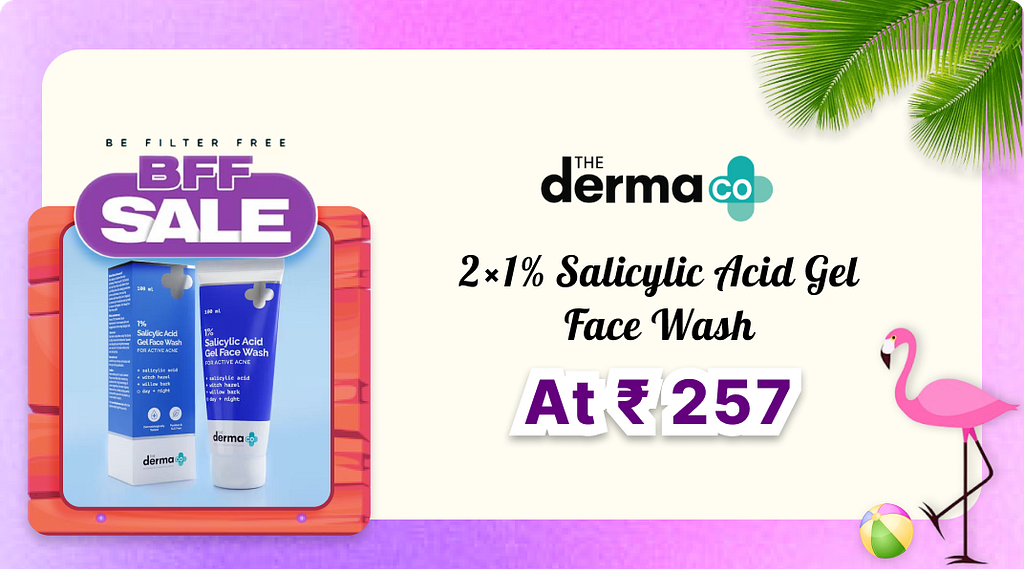 BE FILTER FREE
BFF
SALE
THE
derma co
2×1% Salicylic Acid Gel
Face Wash
At ₹ 257
100 ml
1%
Salicylic Acid
Gel Face Wash
FOR ACTIVE ACNE
+ salicylic acid
+ witch hazel
+ willow bark
day + night
THE
derma co
100 ml
1%
Salicylic Acid
Gel Face Wash
FOR ACTIVE ACNE
+ salicylic acid
+ witch hazel
+ willow bark
day + night
THE
derma co